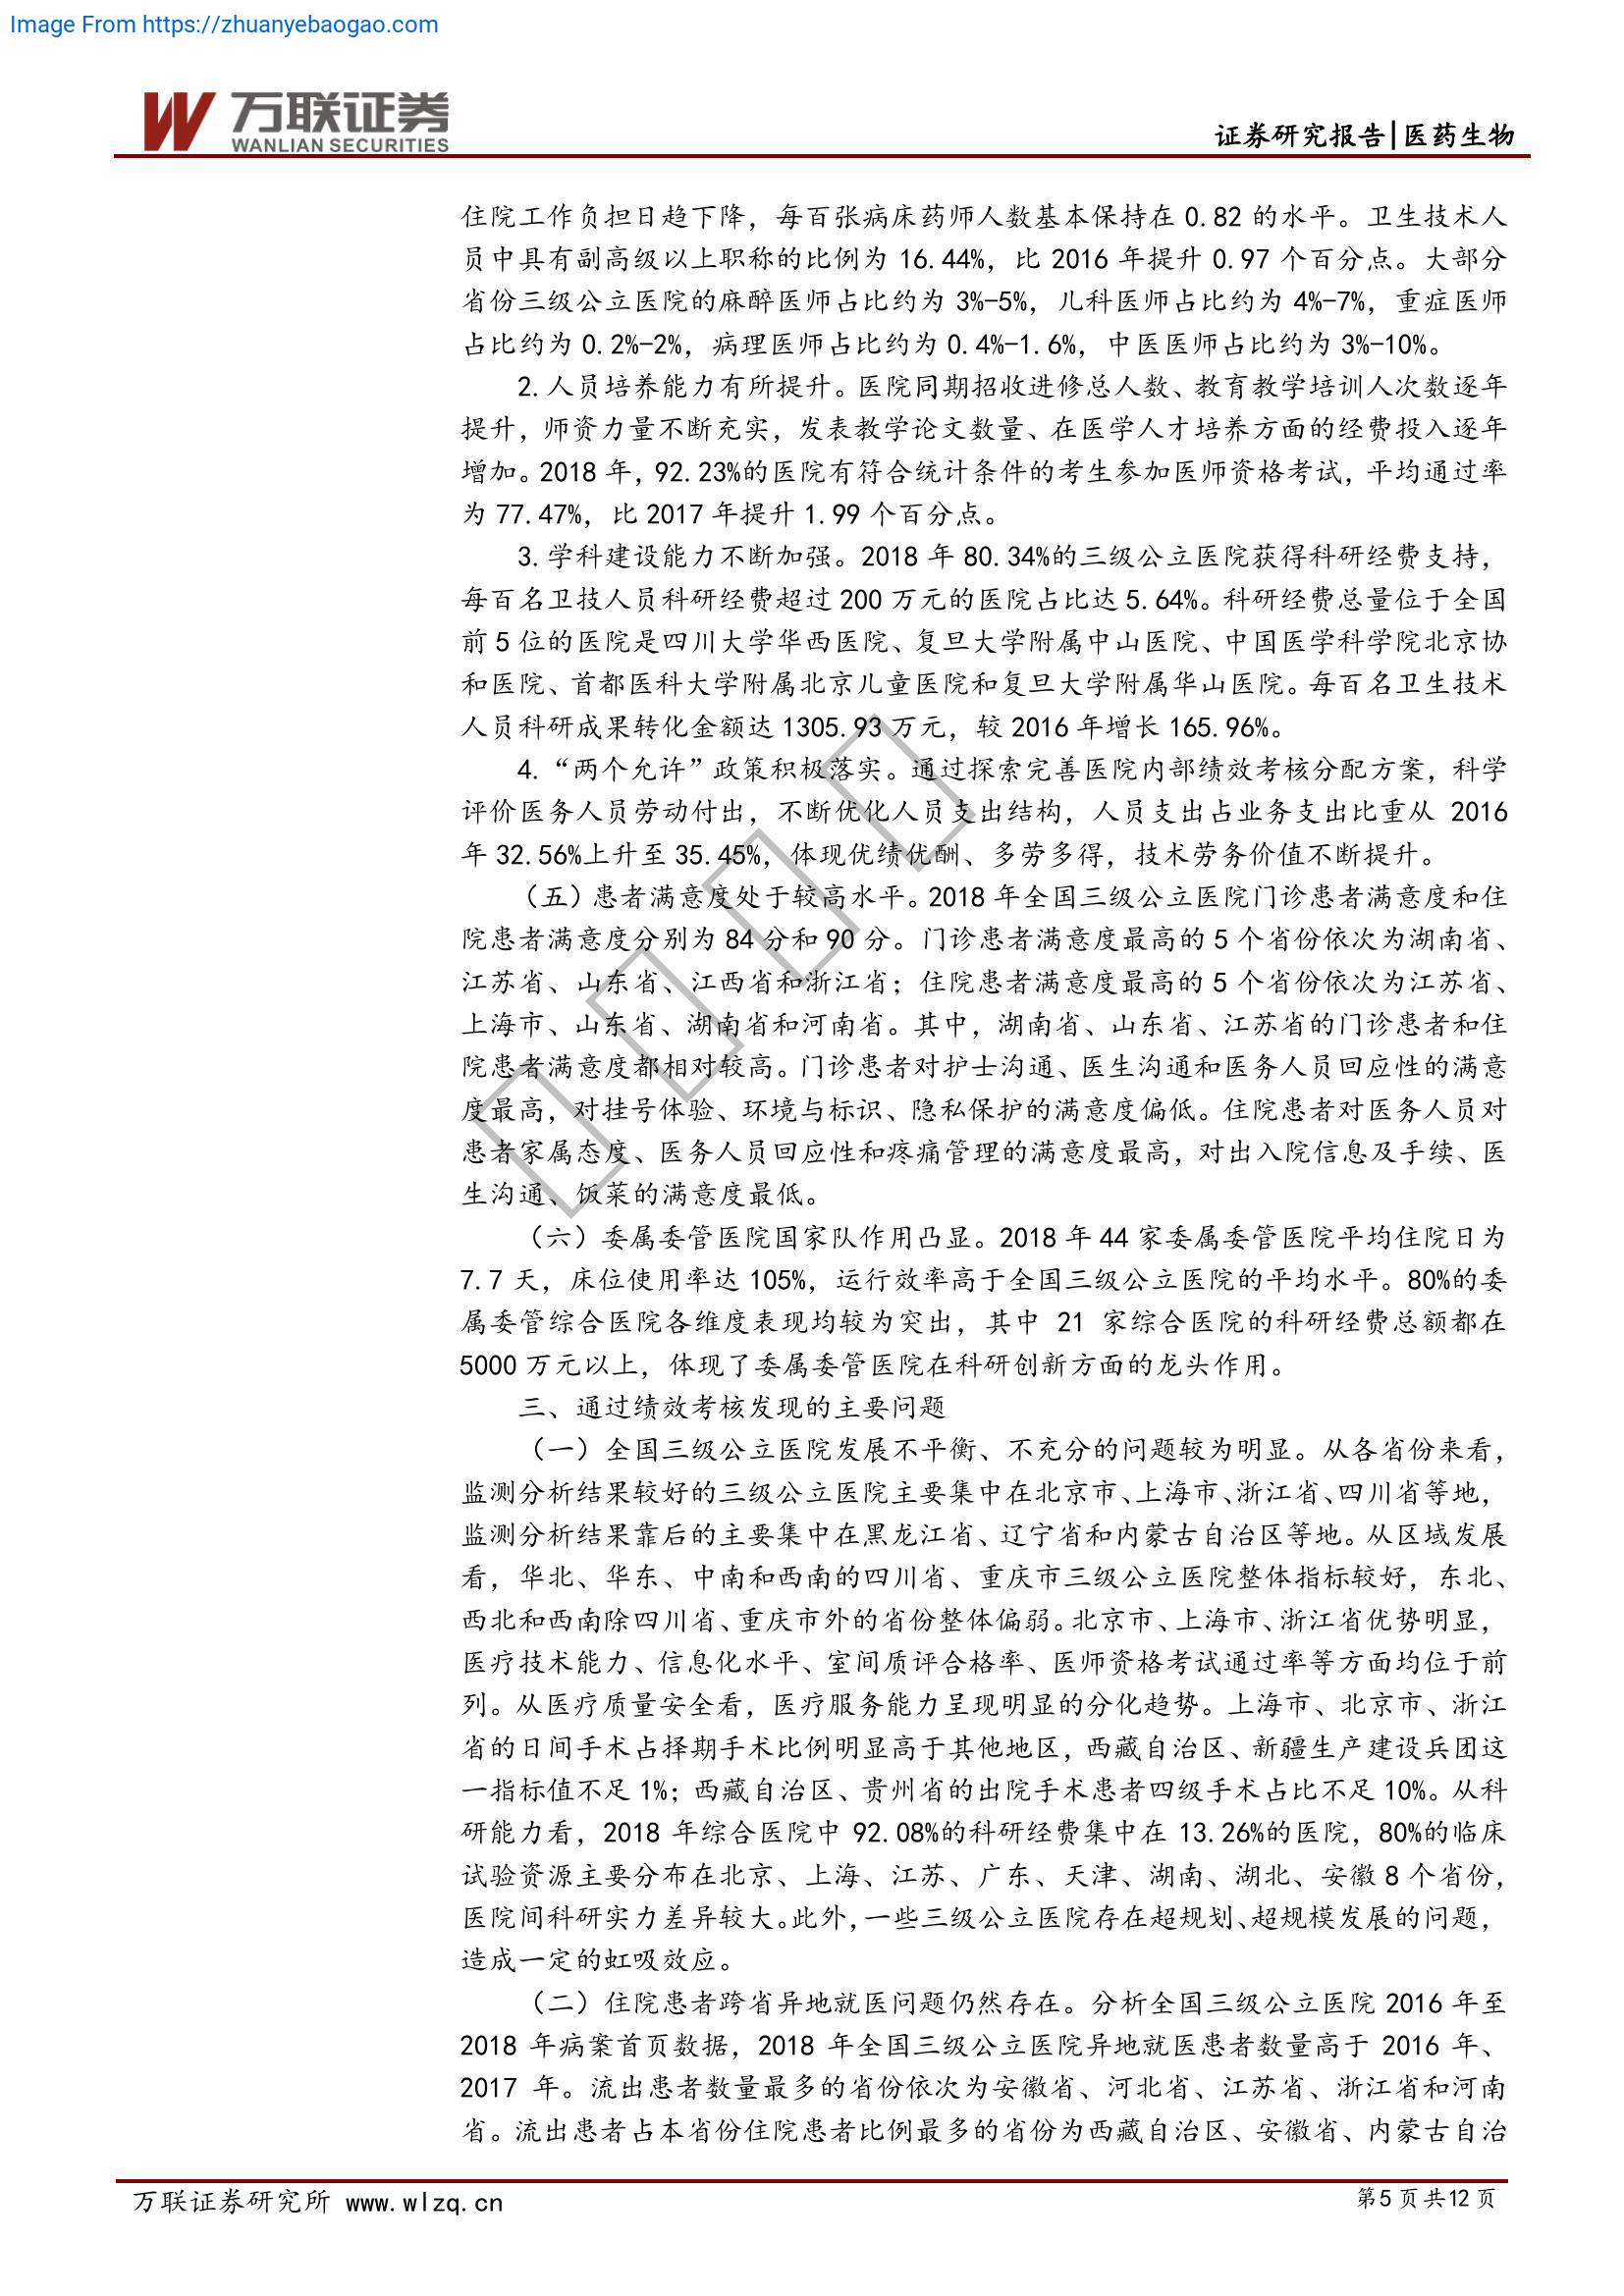 Image From https://zhuanyebaogao.com
万联证券
WANLIAN SECURITIES
证券研究报告|医药生物
住院工作负担日趋下降，每百张病床药师人数基本保持在 0.82 的水平。卫生技术人
员中具有副高级以上职称的比例为 16.44%，比 2016 年提升 0.97 个百分点。大部分
省份三级公立医院的麻醉医师占比约为 3%-5%，儿科医师占比约为 4%-7%，重症医师
占比约为 0.2%-2%，病理医师占比约为 0.4%-1.6%，中医医师占比约为 3%-10%。
2.人员培养能力有所提升。医院同期招收进修总人数、教育教学培训人次数逐年
提升，师资力量不断充实，发表教学论文数量、在医学人才培养方面的经费投入逐年
增加。2018 年，92.23%的医院有符合统计条件的考生参加医师资格考试，平均通过率
为 77.47%，比 2017 年提升 1.99 个百分点。
3.学科建设能力不断加强。2018 年 80.34%的三级公立医院获得科研经费支持，
每百名卫技人员科研经费超过 200 万元的医院占比达 5.64%。科研经费总量位于全国
前 5 位的医院是四川大学华西医院、复旦大学附属中山医院、中国医学科学院北京协
和医院、首都医科大学附属北京儿童医院和复旦大学附属华山医院。每百名卫生技术
人员科研成果转化金额达 1305.93 万元，较 2016 年增长 165.96%。
4.“两个允许”政策积极落实。通过探索完善医院内部绩效考核分配方案，科学
评价医务人员劳动付出，不断优化人员支出结构，人员支出占业务支出比重从 2016
年 32.56%上升至 35.45%，体现优绩优酬、多劳多得，技术劳务价值不断提升。
（五）患者满意度处于较高水平。2018 年全国三级公立医院门诊患者满意度和住
院患者满意度分别为 84 分和 90 分。门诊患者满意度最高的 5 个省份依次为湖南省、
江苏省、山东省、江西省和浙江省；住院患者满意度最高的 5 个省份依次为江苏省、
上海市、山东省、湖南省和河南省。其中，湖南省、山东省、江苏省的门诊患者和住
院患者满意度都相对较高。门诊患者对护士沟通、医生沟通和医务人员回应性的满意
度最高，对挂号体验、环境与标识、隐私保护的满意度偏低。住院患者对医务人员对
患者家属态度、医务人员回应性和疼痛管理的满意度最高，对出入院信息及手续、医
生沟通、饭菜的满意度最低。
（六）委属委管医院国家队作用凸显。2018 年 44 家委属委管医院平均住院日为
7.7 天，床位使用率达 105%，运行效率高于全国三级公立医院的平均水平。80%的委
属委管综合医院各维度表现均较为突出，其中 21 家综合医院的科研经费总额都在
5000 万元以上，体现了委属委管医院在科研创新方面的龙头作用。
三、通过绩效考核发现的主要问题
（一）全国三级公立医院发展不平衡、不充分的问题较为明显。从各省份来看，
监测分析结果较好的三级公立医院主要集中在北京市、上海市、浙江省、四川省等地，
监测分析结果靠后的主要集中在黑龙江省、辽宁省和内蒙古自治区等地。从区域发展
看，华北、华东、中南和西南的四川省、重庆市三级公立医院整体指标较好，东北、
西北和西南除四川省、重庆市外的省份整体偏弱。北京市、上海市、浙江省优势明显，
医疗技术能力、信息化水平、室间质评合格率、医师资格考试通过率等方面均位于前
列。从医疗质量安全看，医疗服务能力呈现明显的分化趋势。上海市、北京市、浙江
省的日间手术占择期手术比例明显高于其他地区，西藏自治区、新疆生产建设兵团这
一指标值不足 1%；西藏自治区、贵州省的出院手术患者四级手术占比不足 10%。从科
研能力看，2018 年综合医院中 92.08%的科研经费集中在 13.26%的医院，80%的临床
试验资源主要分布在北京、上海、江苏、广东、天津、湖南、湖北、安徽 8 个省份，
医院间科研实力差异较大。此外，一些三级公立医院存在超规划、超规模发展的问题，
造成一定的虹吸效应。
（二）住院患者跨省异地就医问题仍然存在。分析全国三级公立医院 2016 年至
2018 年病案首页数据，2018 年全国三级公立医院异地就医患者数量高于 2016 年、
2017 年。流出患者数量最多的省份依次为安徽省、河北省、江苏省、浙江省和河南
省。流出患者占本省份住院患者比例最多的省份为西藏自治区、安徽省、内蒙古自治
万联证券研究所 www.wlzq.cn
第5页共12页